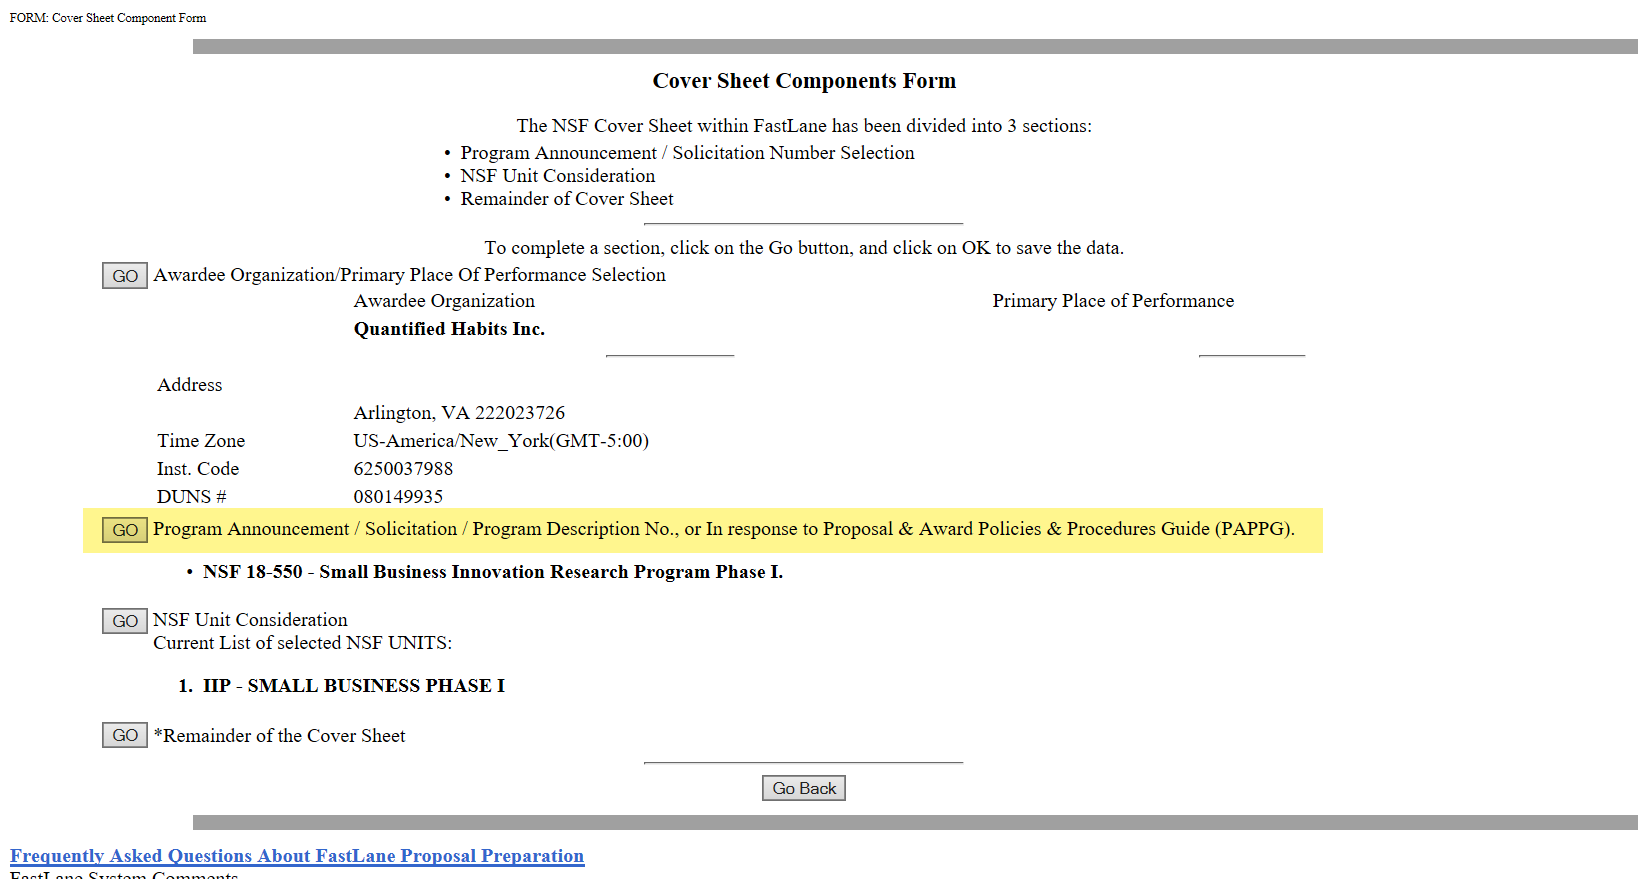 FORM: Cover Sheet Component Form
Cover Sheet Components Form
The NSF Cover Sheet within FastLane has been divided into 3 sections:
• Program Announcement / Solicitation Number Selection
• NSF Unit Consideration
• Remainder of Cover Sheet
To complete a section, click on the Go button, and click on OK to save the data.
GO Awardee Organization/Primary Place Of Performance Selection
Awardee Organization Primary Place of Performance
Quantified Habits Inc.
Address
Arlington, VA 222023726
Time Zone US-America/New_York(GMT-5:00)
Inst. Code 6250037988
DUNS # 080149935
GO Program Announcement / Solicitation / Program Description No., or In response to Proposal & Award Policies & Procedures Guide (PAPPG).
• NSF 18-550 - Small Business Innovation Research Program Phase I.
GO NSF Unit Consideration
Current List of selected NSF UNITS:
1. IIP - SMALL BUSINESS PHASE I
GO *Remainder of the Cover Sheet
Go Back
Frequently Asked Questions About FastLane Proposal Preparation
FastLane System Comments